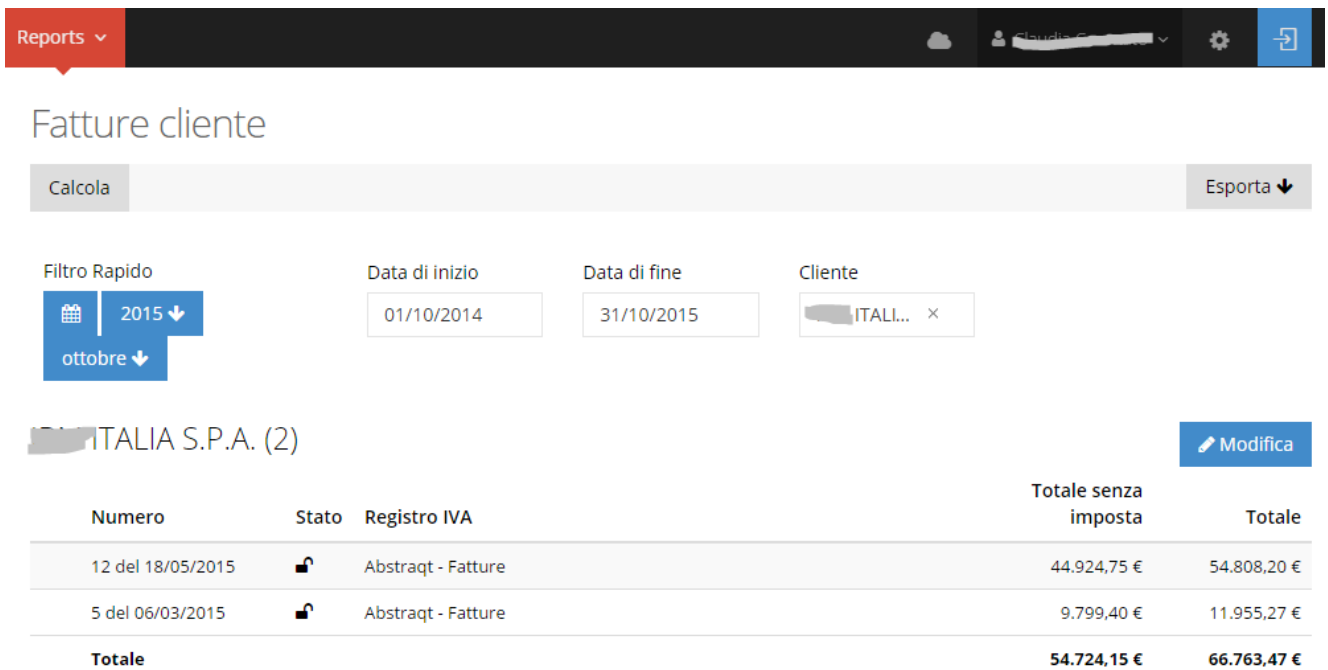 Reports
Fatture cliente
Calcola Esporta
Filtro Rapido Data di inizio Data di fine Cliente
2015 01/10/2014 31/10/2015 ITALI... ×
ottobre
ITALIA S.P.A. (2) Modifica
Totale senza
Numero Stato Registro IVA imposta Totale
12 del 18/05/2015 Abstraqt - Fatture 44.924,75 € 54.808,20 €
5 del 06/03/2015 Abstraqt - Fatture 9.799,40 € 11.955,27 €
Totale 54.724,15 € 66.763,47 €